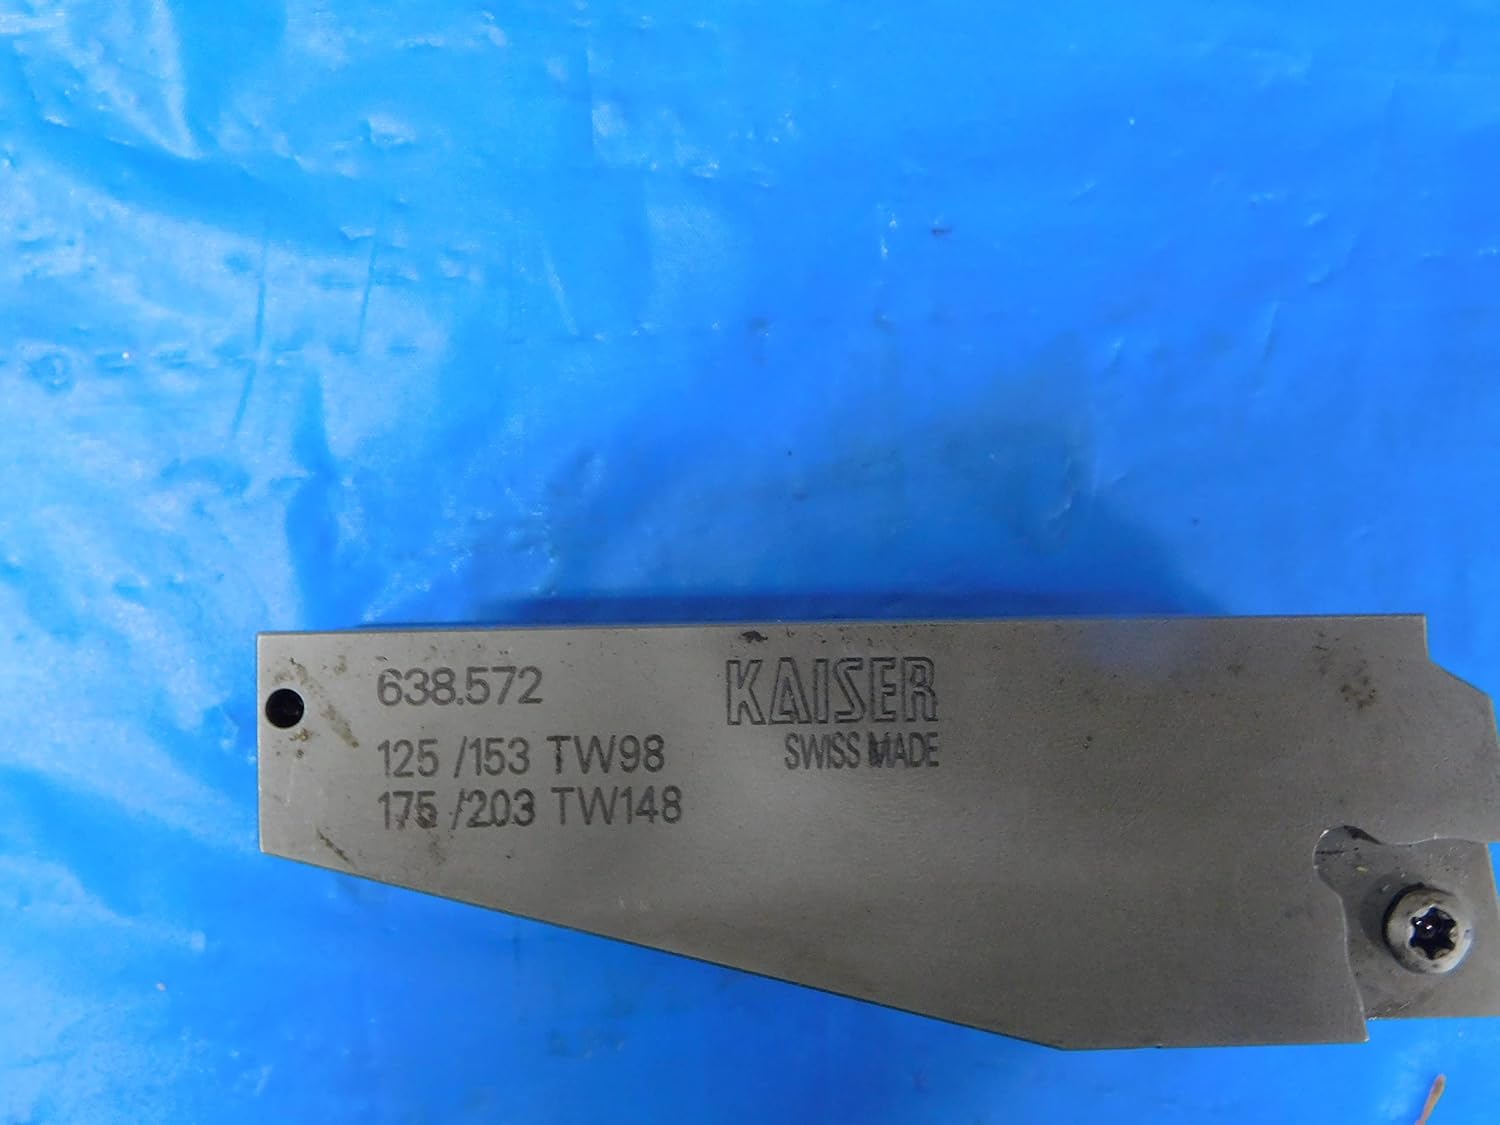 638.572
125 /153 TW98
175 /203 TW148
KAISER
SWISS MADE